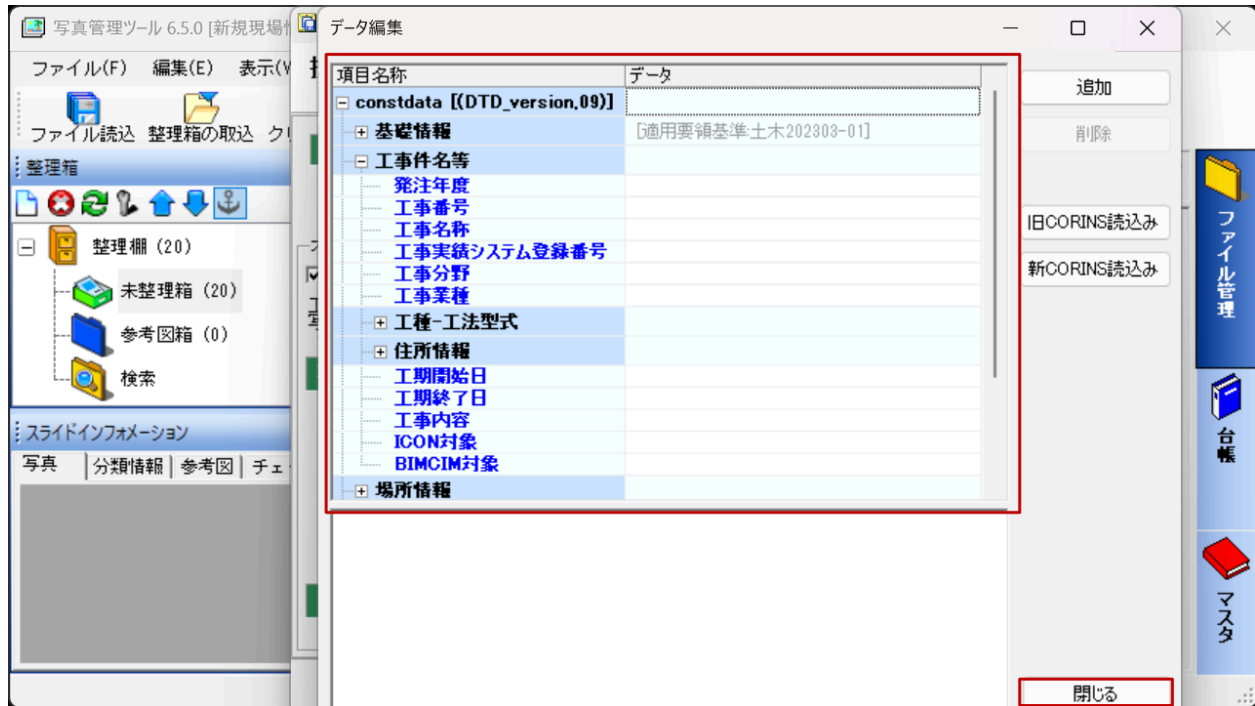 写真管理ツール 6.5.0 [新規現場
データ編集
ファイル(F) 編集(E) 表示(V
ファイル読込 整理箱の取込 ク
整理箱
整理棚 (20)
未整理箱 (20)
参考図箱 (0)
検索
スライドインフォメーション
写真 分類情報 参考図 チェ
項目名称 データ
constdata [(DTD_version,09)]
基礎情報 [適用要領基準:土木202303-01]
工事件名等
発注年度
工事番号
工事名称
工事実績システム登録番号
工事分野
工事業種
工種-工法型式
住所情報
工期開始日
工期終了日
工事内容
ICON対象
BIMCIM対象
場所情報
追加
削除
旧CORINS読込み
新CORINS読込み
閉じる
ファイル管理
台帳
マスタ